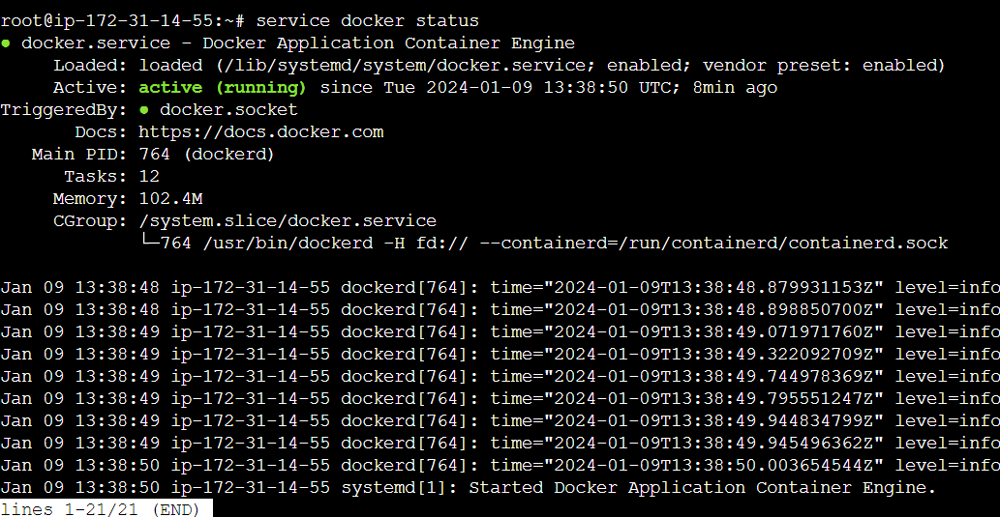 root@ip-172-31-14-55:~# service docker status
● docker.service - Docker Application Container Engine
     Loaded: loaded (/lib/systemd/system/docker.service; enabled; vendor preset: enabled)
     Active: active (running) since Tue 2024-01-09 13:38:50 UTC; 8min ago
TriggeredBy: ● docker.socket
       Docs: https://docs.docker.com
   Main PID: 764 (dockerd)
      Tasks: 12
     Memory: 102.4M
     CGroup: /system.slice/docker.service
             └─764 /usr/bin/dockerd -H fd:// --containerd=/run/containerd/containerd.sock
Jan 09 13:38:48 ip-172-31-14-55 dockerd[764]: time="2024-01-09T13:38:48.879931153Z" level=info
Jan 09 13:38:48 ip-172-31-14-55 dockerd[764]: time="2024-01-09T13:38:48.898850700Z" level=info
Jan 09 13:38:49 ip-172-31-14-55 dockerd[764]: time="2024-01-09T13:38:49.071971760Z" level=info
Jan 09 13:38:49 ip-172-31-14-55 dockerd[764]: time="2024-01-09T13:38:49.322092709Z" level=info
Jan 09 13:38:49 ip-172-31-14-55 dockerd[764]: time="2024-01-09T13:38:49.744978369Z" level=info
Jan 09 13:38:49 ip-172-31-14-55 dockerd[764]: time="2024-01-09T13:38:49.795551247Z" level=info
Jan 09 13:38:49 ip-172-31-14-55 dockerd[764]: time="2024-01-09T13:38:49.944834799Z" level=info
Jan 09 13:38:49 ip-172-31-14-55 dockerd[764]: time="2024-01-09T13:38:49.945496362Z" level=info
Jan 09 13:38:50 ip-172-31-14-55 dockerd[764]: time="2024-01-09T13:38:50.003654544Z" level=info
Jan 09 13:38:50 ip-172-31-14-55 systemd[1]: Started Docker Application Container Engine.
lines 1-21/21 (END)